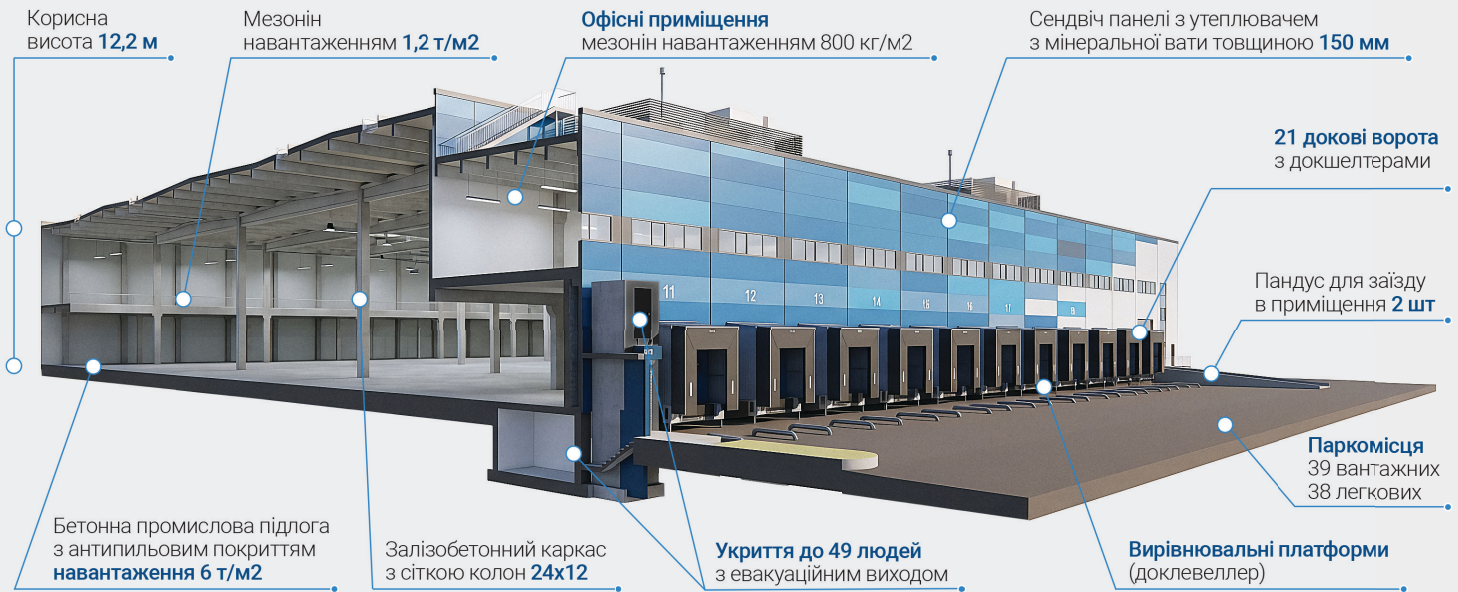 Корисна
висота 12,2 м
Мезонін
навантаженням 1,2 т/м2
Офісні приміщення
мезонін навантаженням 800 кг/м2
Сендвіч панелі з утеплювачем
з мінеральної вати товщиною 150 мм
21 докові ворота
з докшелтерами
Пандус для заїзду
в приміщення 2 шт
11
12
13
14
15
16
17
18
Паркомісця
39 вантажних
38 легкових
Бетонна промислова підлога
з антипильовим покриттям
навантаження 6 т/м2
Залізобетонний каркас
з сіткою колон 24х12
Укриття до 49 людей
з евакуаційним виходом
Вирівнювальні платформи
(доклевеллер)